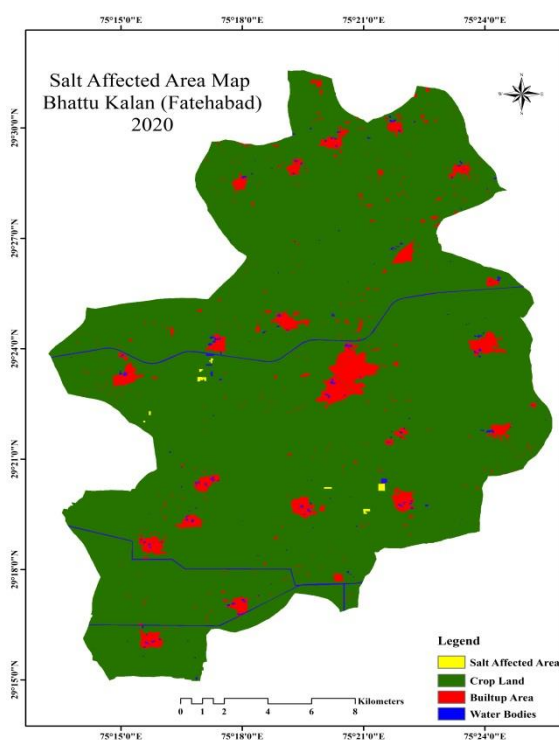 75°15'0"E 75°18'0"E 75°21'0"E 75°24'0"E
Salt Affected Area Map
Bhattu Kalan (Fatehabad)
2020
N
W E
S
29°30'0"N
29°27'0"N
29°24'0"N
29°21'0"N
29°18'0"N
29°15'0"N
Legend
Salt Affected Area
Crop Land
Builtup Area
Water Bodies
Kilometers
0 1 2 4 6 8
75°15'0"E 75°18'0"E 75°21'0"E 75°24'0"E